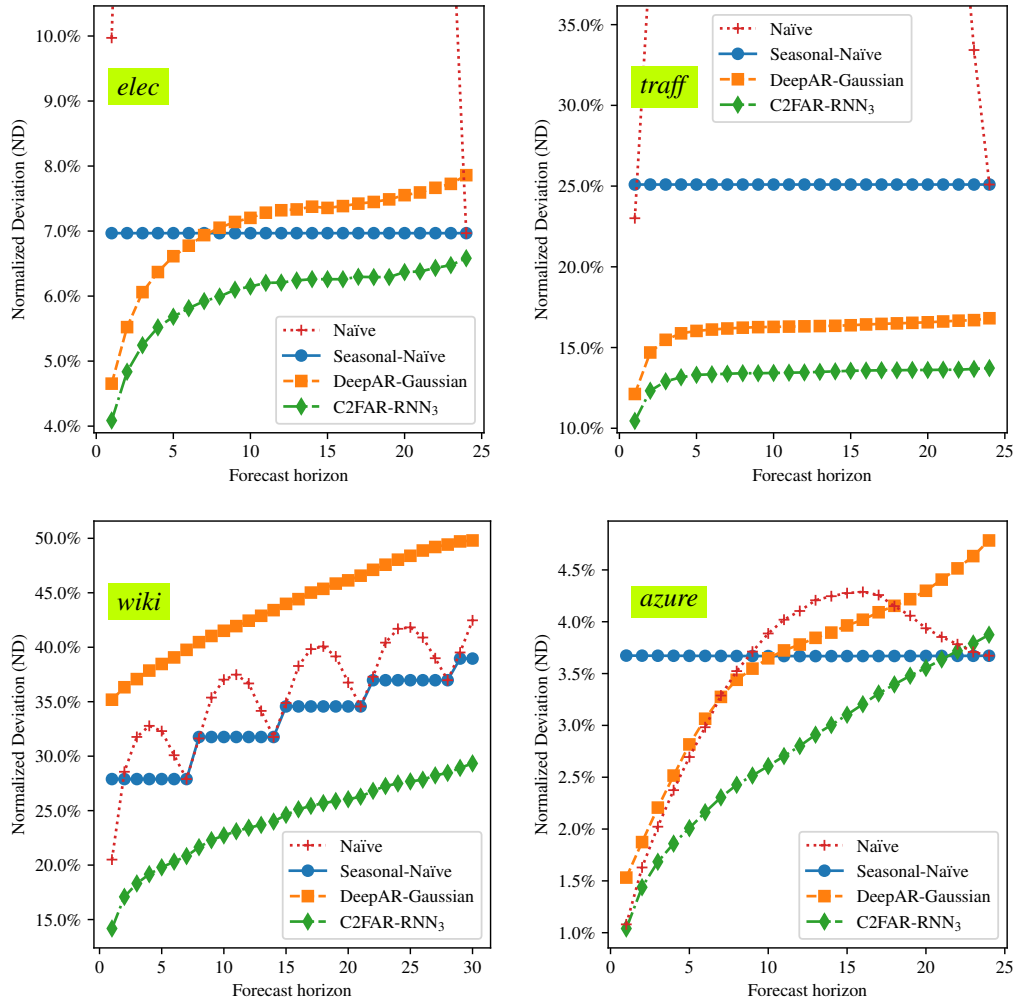 10.0%
9.0%
8.0%
7.0%
6.0%
5.0%
4.0%
Normalized Deviation (ND)
elec
Naïve
Seasonal-Naïve
DeepAR-Gaussian
C2FAR-RNN₃
0 5 10 15 20 25
Forecast horizon
35.0%
30.0%
25.0%
20.0%
15.0%
10.0%
Normalized Deviation (ND)
traff
Naïve
Seasonal-Naïve
DeepAR-Gaussian
C2FAR-RNN₃
0 5 10 15 20 25
Forecast horizon
50.0%
45.0%
40.0%
35.0%
30.0%
25.0%
20.0%
15.0%
Normalized Deviation (ND)
wiki
Naïve
Seasonal-Naïve
DeepAR-Gaussian
C2FAR-RNN₃
0 5 10 15 20 25 30
Forecast horizon
4.5%
4.0%
3.5%
3.0%
2.5%
2.0%
1.5%
1.0%
Normalized Deviation (ND)
azure
Naïve
Seasonal-Naïve
DeepAR-Gaussian
C2FAR-RNN₃
0 5 10 15 20 25
Forecast horizon